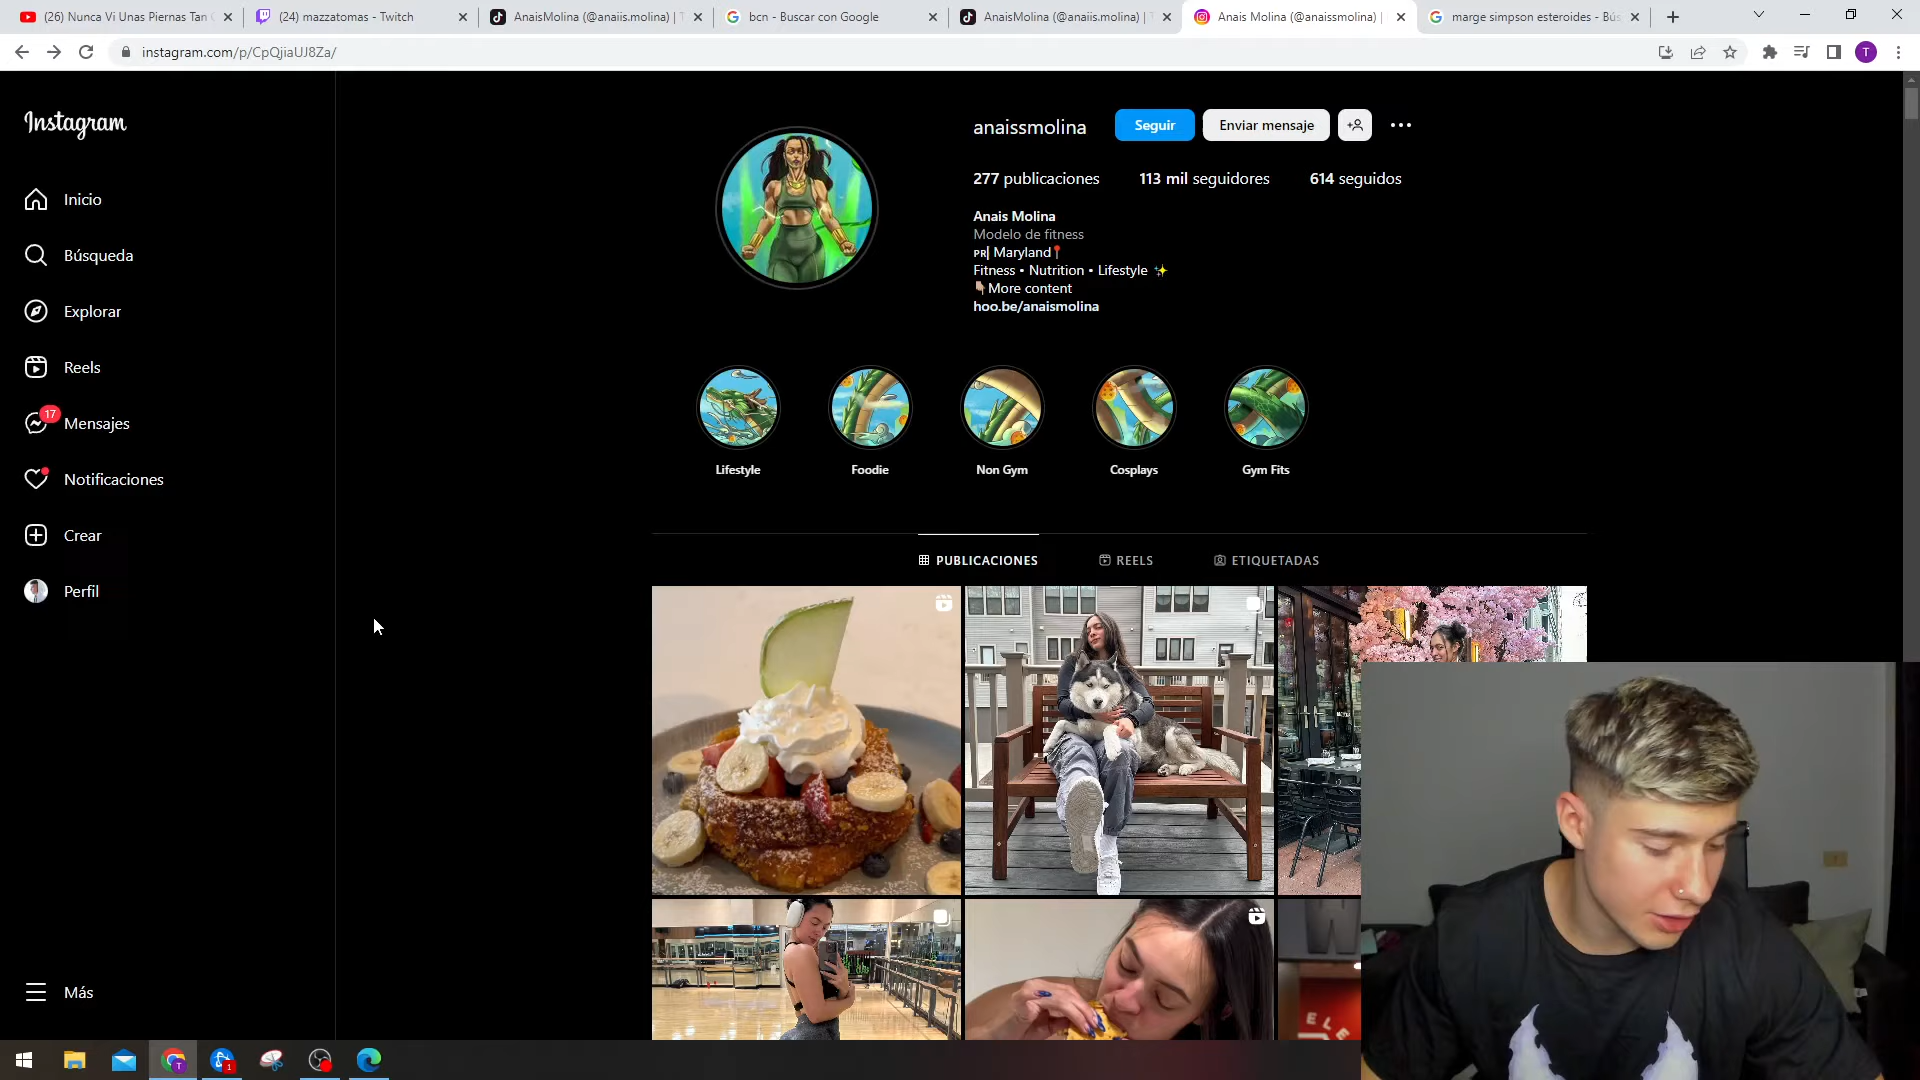 (26) Nunca Vi Unas Piernas Tan
(24) mazzatomas - Twitch
AnaisMolina (@anaiis.molina) | T
bcn - Buscar con Google
AnaisMolina (@anaiis.molina) | T
Anais Molina (@anaissmolina) |
marge simpson esteroides - Bús
instagram.com/p/CpQjiaUJ8Za/
T
Instagram
Inicio
Búsqueda
Explorar
Reels
17
Mensajes
Notificaciones
Crear
Perfil
Más
anaissmolina
Seguir
Enviar mensaje
277 publicaciones
113 mil seguidores
614 seguidos
Anais Molina
Modelo de fitness
PR| Maryland
Fitness • Nutrition • Lifestyle
More content
hoo.be/anaismolina
Lifestyle
Foodie
Non Gym
Cosplays
Gym Fits
PUBLICACIONES
REELS
ETIQUETADAS
ELE
T
1